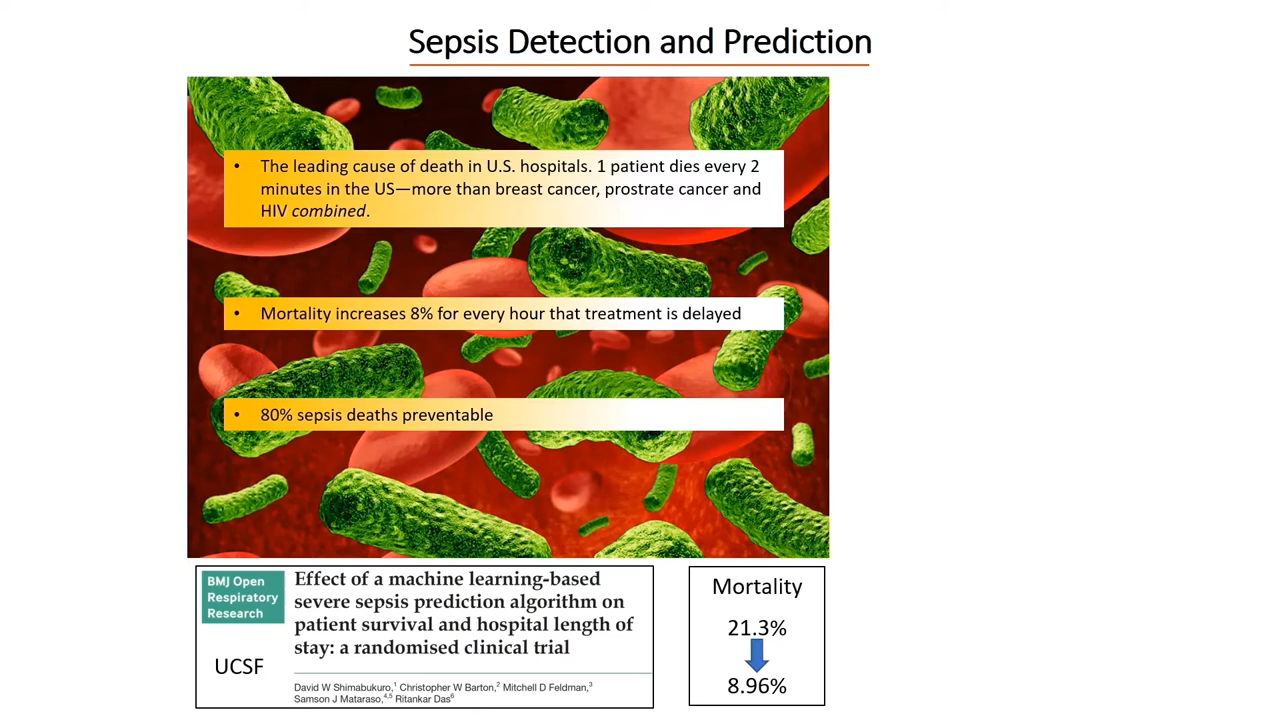 Sepsis Detection and Prediction
• The leading cause of death in U.S. hospitals. 1 patient dies every 2
minutes in the US—more than breast cancer, prostrate cancer and
HIV combined.
• Mortality increases 8% for every hour that treatment is delayed
• 80% sepsis deaths preventable
BMJ Open
Respiratory
Research
UCSF
Effect of a machine learning-based
severe sepsis prediction algorithm on
patient survival and hospital length of
stay: a randomised clinical trial
David W Shimabukuro,1 Christopher W Barton,2 Mitchell D Feldman,3
Samson J Mataraso,4,5 Ritankar Das6
Mortality
21.3%
8.96%